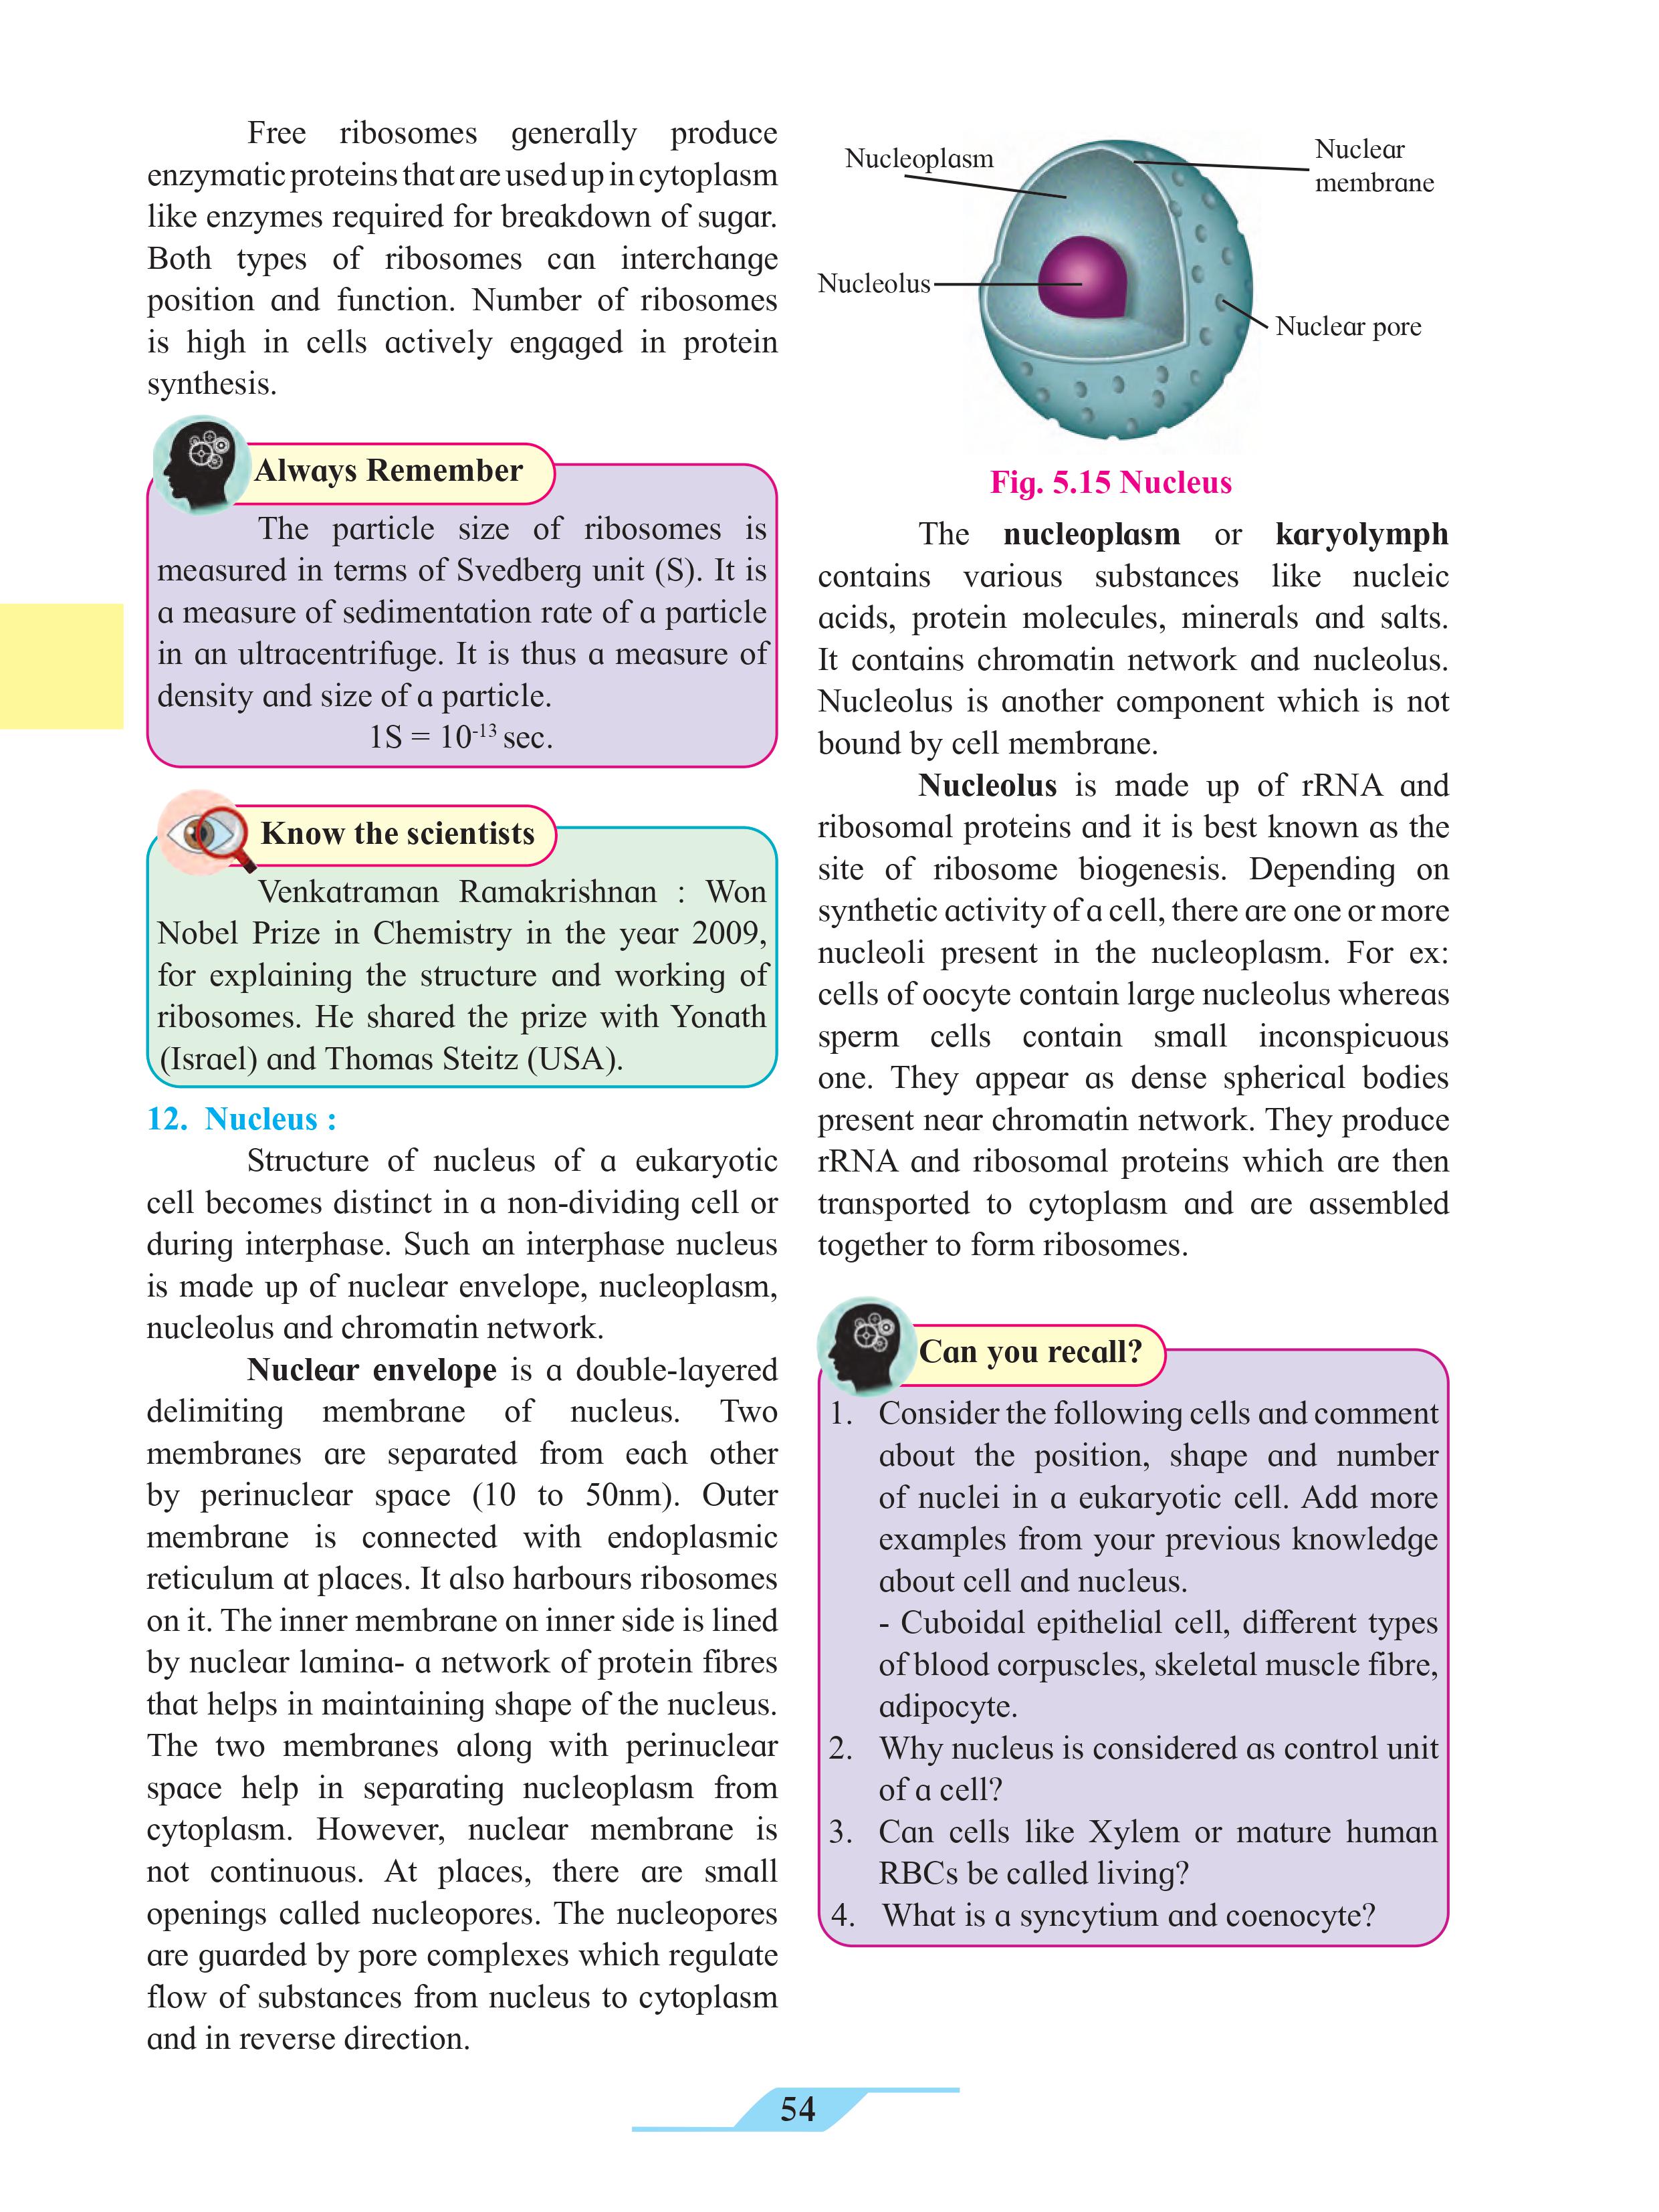 Free ribosomes generally produce
enzymatic proteins that are used up in cytoplasm
like enzymes required for breakdown of sugar.
Both types of ribosomes can interchange
position and function. Number of ribosomes
is high in cells actively engaged in protein
synthesis.
Always Remember
The particle size of ribosomes is
measured in terms of Svedberg unit (S). It is
a measure of sedimentation rate of a particle
in an ultracentrifuge. It is thus a measure of
density and size of a particle.
1S = 10⁻¹³ sec.
Know the scientists
Venkatraman Ramakrishnan : Won
Nobel Prize in Chemistry in the year 2009,
for explaining the structure and working of
ribosomes. He shared the prize with Yonath
(Israel) and Thomas Steitz (USA).
12. Nucleus :
Structure of nucleus of a eukaryotic
cell becomes distinct in a non-dividing cell or
during interphase. Such an interphase nucleus
is made up of nuclear envelope, nucleoplasm,
nucleolus and chromatin network.
Nuclear envelope is a double-layered
delimiting membrane of nucleus. Two
membranes are separated from each other
by perinuclear space (10 to 50nm). Outer
membrane is connected with endoplasmic
reticulum at places. It also harbours ribosomes
on it. The inner membrane on inner side is lined
by nuclear lamina- a network of protein fibres
that helps in maintaining shape of the nucleus.
The two membranes along with perinuclear
space help in separating nucleoplasm from
cytoplasm. However, nuclear membrane is
not continuous. At places, there are small
openings called nucleopores. The nucleopores
are guarded by pore complexes which regulate
flow of substances from nucleus to cytoplasm
and in reverse direction.
Nucleoplasm
Nuclear
membrane
Nucleolus
Nuclear pore
Fig. 5.15 Nucleus
The nucleoplasm or karyolymph
contains various substances like nucleic
acids, protein molecules, minerals and salts.
It contains chromatin network and nucleolus.
Nucleolus is another component which is not
bound by cell membrane.
Nucleolus is made up of rRNA and
ribosomal proteins and it is best known as the
site of ribosome biogenesis. Depending on
synthetic activity of a cell, there are one or more
nucleoli present in the nucleoplasm. For ex:
cells of oocyte contain large nucleolus whereas
sperm cells contain small inconspicuous
one. They appear as dense spherical bodies
present near chromatin network. They produce
rRNA and ribosomal proteins which are then
transported to cytoplasm and are assembled
together to form ribosomes.
Can you recall?
1. Consider the following cells and comment
about the position, shape and number
of nuclei in a eukaryotic cell. Add more
examples from your previous knowledge
about cell and nucleus.
- Cuboidal epithelial cell, different types
of blood corpuscles, skeletal muscle fibre,
adipocyte.
2. Why nucleus is considered as control unit
of a cell?
3. Can cells like Xylem or mature human
RBCs be called living?
4. What is a syncytium and coenocyte?
54